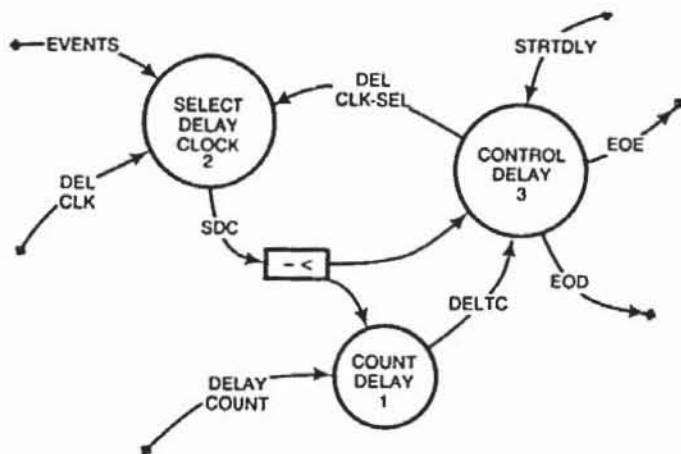 EVENTS
STRTDLY
DEL
CLK-SEL
SELECT
DELAY
CLOCK
2
EOE
CONTROL
DELAY
3
DEL
CLK
SDC
- <
EOD
DELTC
COUNT
DELAY
1
DELAY
COUNT